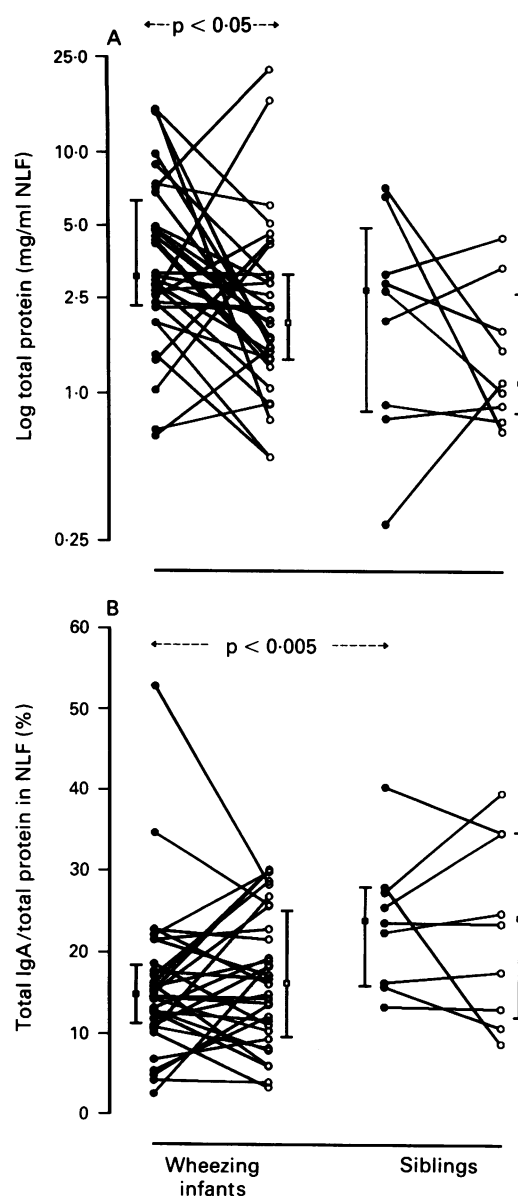 A
p < 0·05
25·0
10·0
5·0
2·5
1·0
0·25
Log total protein (mg/ml NLF)
B
p < 0·005
60
50
40
30
20
10
0
Total IgA/total protein in NLF (%)
Wheezing
infants
Siblings